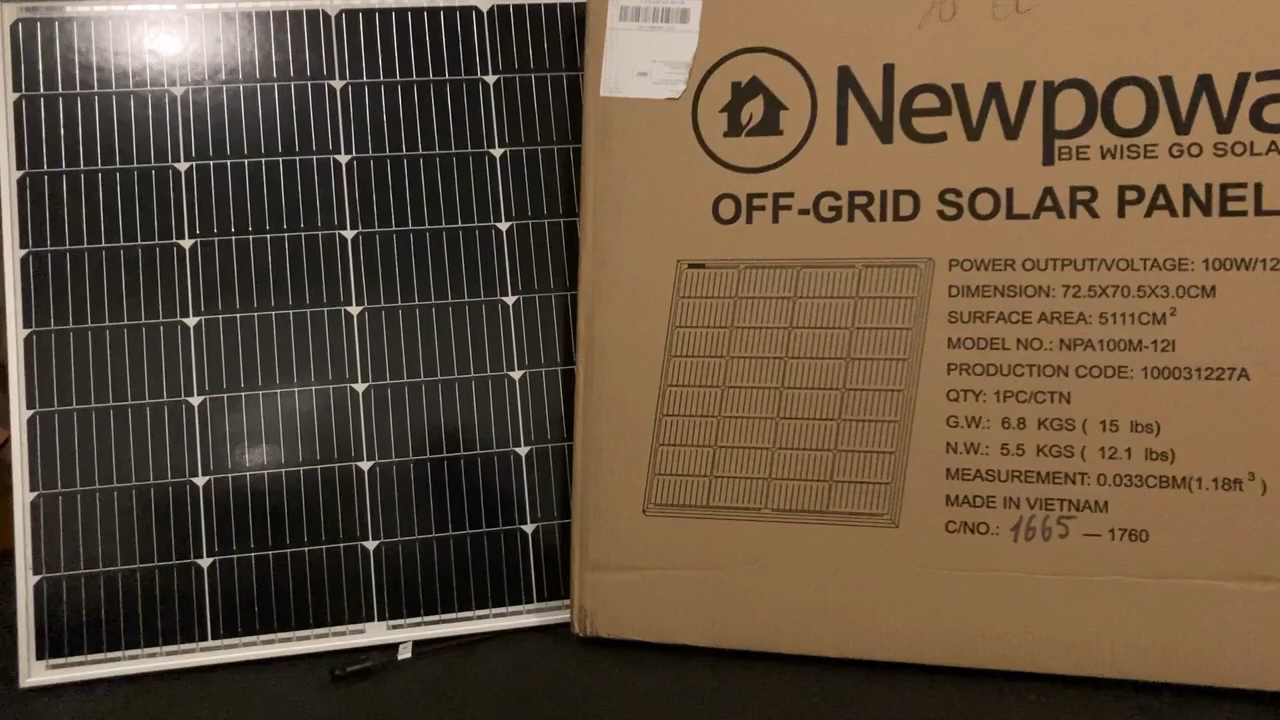 Newpowa
BE WISE GO SOLA
OFF-GRID SOLAR PANEL
POWER OUTPUT/VOLTAGE: 100W/12
DIMENSION: 72.5X70.5X3.0CM
SURFACE AREA: 5111CM²
MODEL NO.: NPA100M-12I
PRODUCTION CODE: 100031227A
QTY: 1PC/CTN
G.W.: 6.8 KGS ( 15 lbs)
N.W.: 5.5 KGS ( 12.1 lbs)
MEASUREMENT: 0.033CBM(1.18ft³)
MADE IN VIETNAM
C/NO.: 1665 — 1760